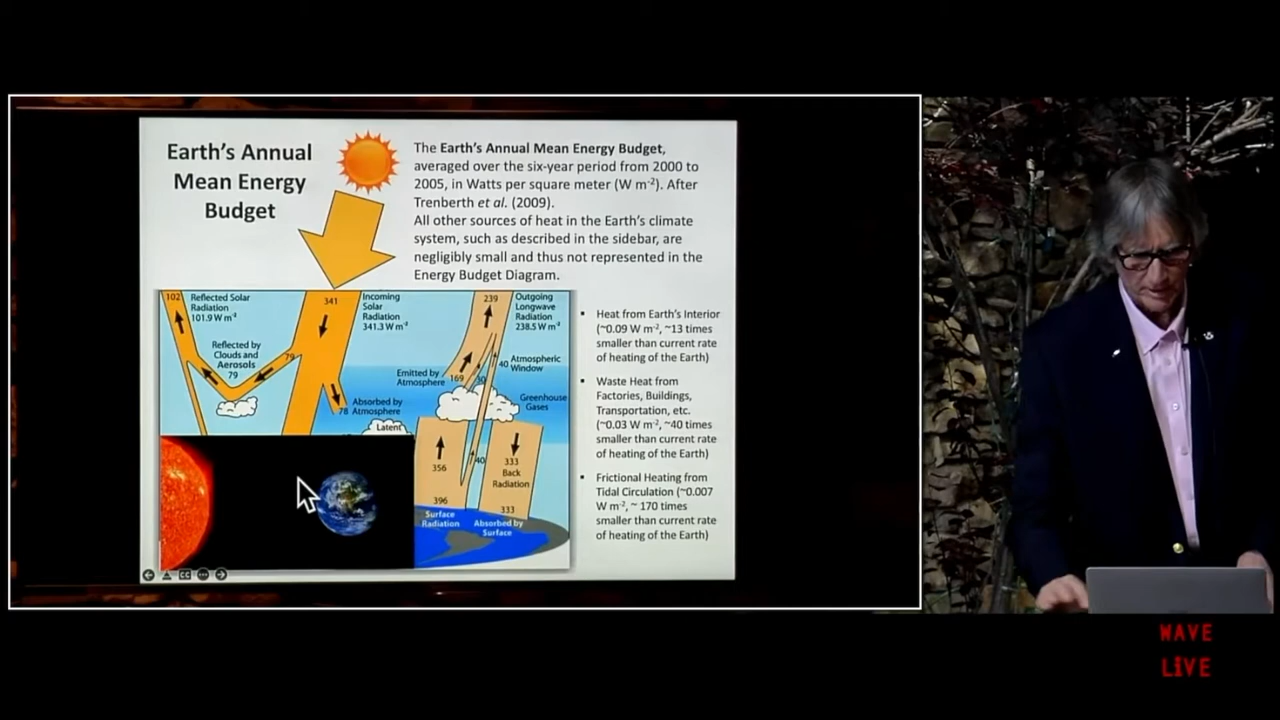 Earth's Annual
Mean Energy
Budget
The Earth's Annual Mean Energy Budget,
averaged over the six-year period from 2000 to
2005, in Watts per square meter (W m-2). After
Trenberth et al. (2009).
All other sources of heat in the Earth's climate
system, such as described in the sidebar, are
negligibly small and thus not represented in the
Energy Budget Diagram.
102
Reflected Solar
Radiation
101.9 W m-2
341
Incoming
Solar
Radiation
341.3 W m-2
239
Outgoing
Longwave
Radiation
238.5 W m-2
Reflected by
Clouds and
Aerosols
79
79
Emitted by
Atmosphere
169
30
40
Atmospheric
Window
78
Absorbed by
Atmosphere
Greenhouse
Gases
Latent
356
40
333
Back
Radiation
396
Surface
Radiation
333
Absorbed by
Surface
▪ Heat from Earth's Interior
(~0.09 W m-2, ~13 times
smaller than current rate
of heating of the Earth)
▪ Waste Heat from
Factories, Buildings,
Transportation, etc.
(~0.03 W m-2, ~40 times
smaller than current rate
of heating of the Earth)
▪ Frictional Heating from
Tidal Circulation (~0.007
W m-2, ~ 170 times
smaller than current rate
of heating of the Earth)
CC
WAVE
LiVE